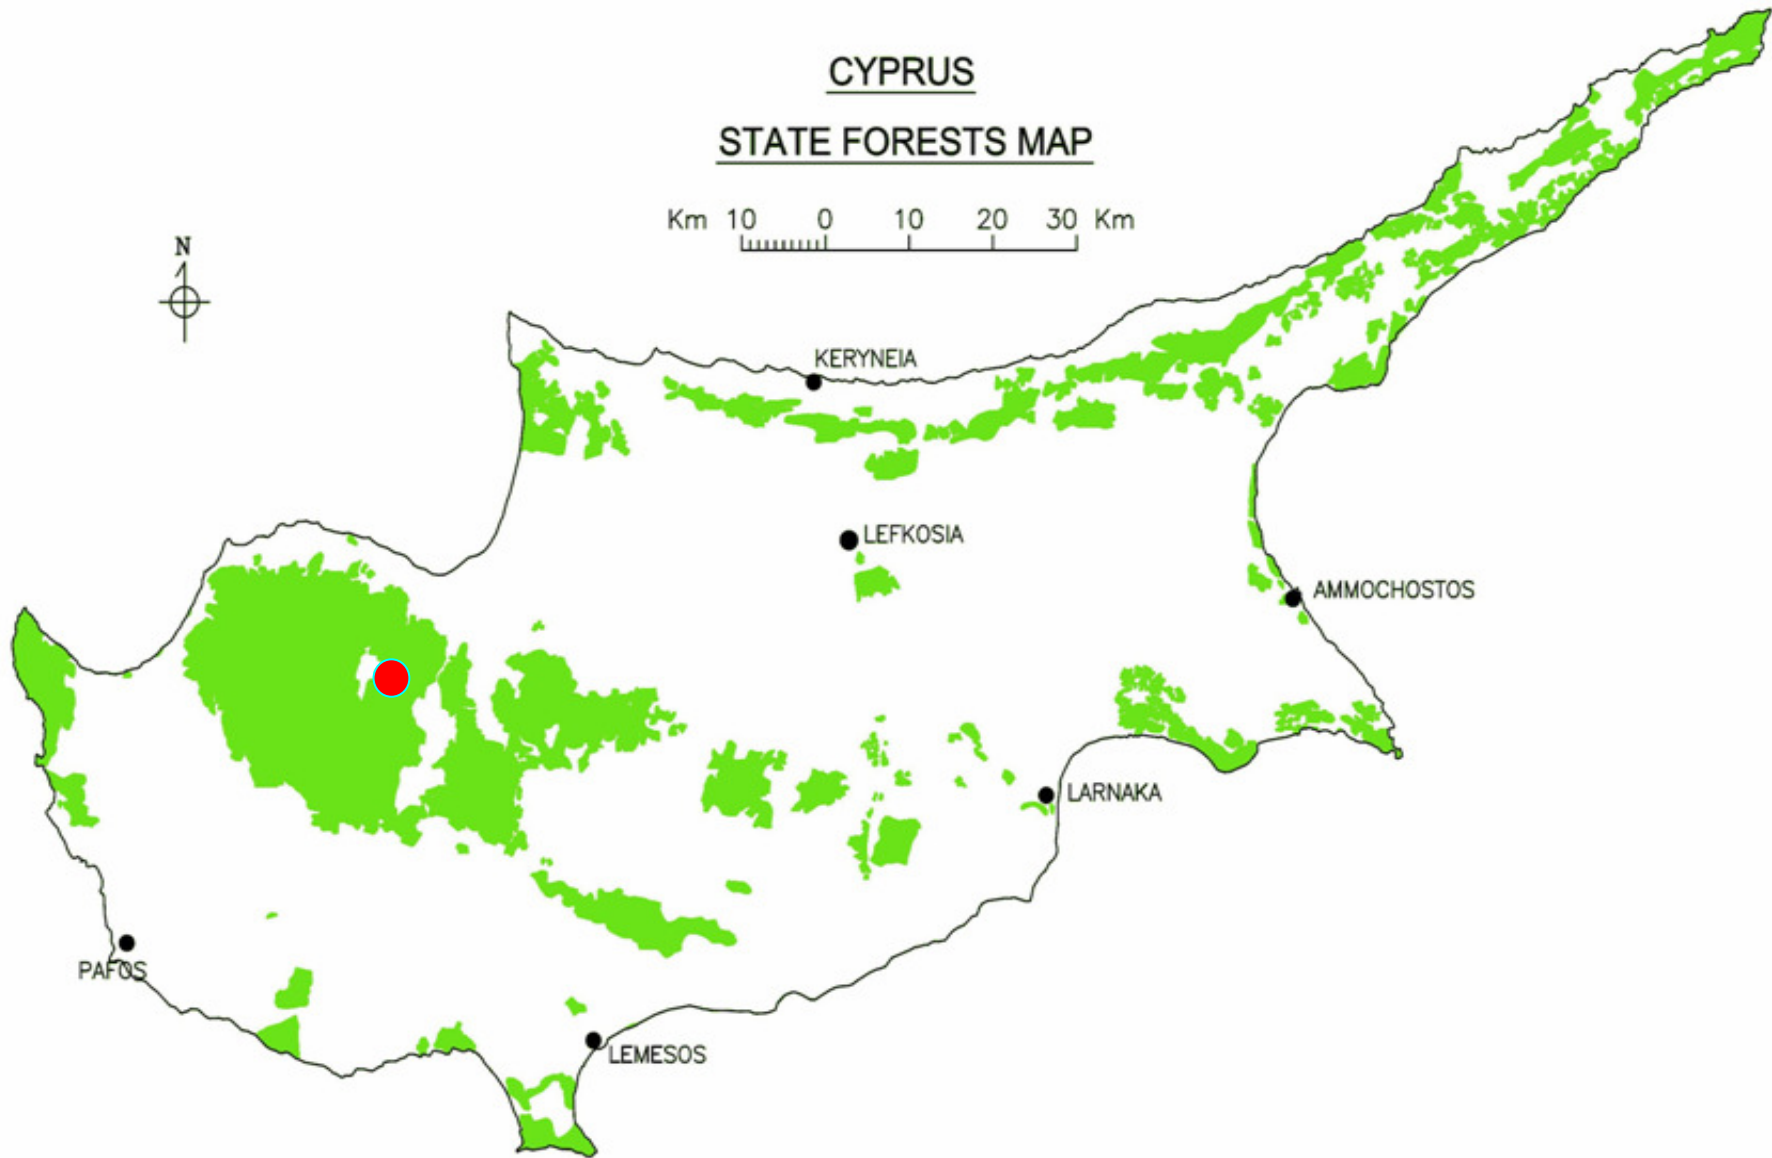 CYPRUS
STATE FORESTS MAP
Km 10 0 10 20 30 Km
N
KERYNEIA
LEFKOSIA
AMMOCHOSTOS
LARNAKA
PAFOS
LEMESOS